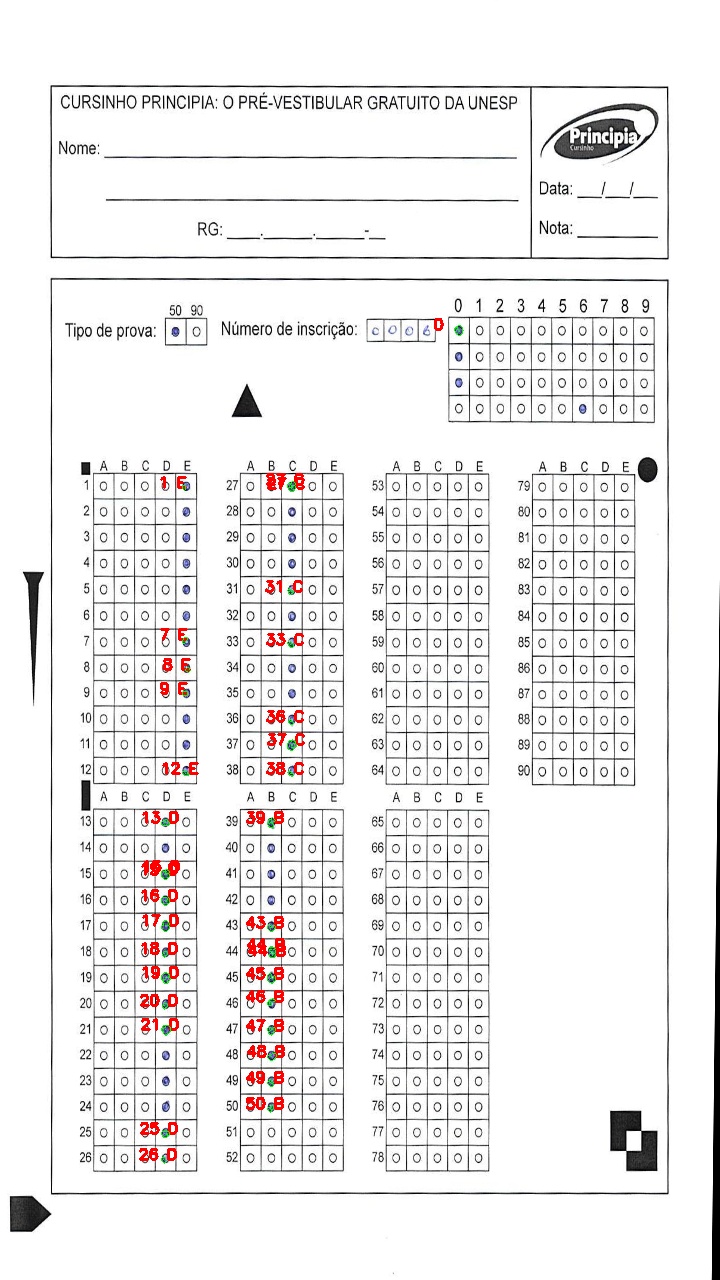 CURSINHO PRINCIPIA: O PRÉ-VESTIBULAR GRATUITO DA UNESP
Principia
Cursinho
Nome:
Data: __/__/__
RG: ___.____.____-__
Nota:
50 90
Tipo de prova:
Número de inscrição: 0 0 0 6 D
0 1 2 3 4 5 6 7 8 9
A B C D E A B C D E A B C D E A B C D E
1 1 E 27 27 C 53 79
2 28 54 80
3 29 55 81
4 30 56 82
5 31 31 C 57 83
6 32 58 84
7 7 E 33 33 C 59 85
8 8 E 34 60 86
9 9 E 35 61 87
10 36 36 C 62 88
11 37 37 C 63 89
12 12 E 38 38 C 64 90
A B C D E A B C D E A B C D E
13 13 D 39 39 B 65
14 40 66
15 15 D 41 67
16 16 D 42 68
17 17 D 43 43 B 69
18 18 D 44 44 B 70
19 19 D 45 45 B 71
20 20 D 46 46 B 72
21 21 D 47 47 B 73
22 48 48 B 74
23 49 49 B 75
24 50 50 B 76
25 25 D 51 77
26 26 D 52 78